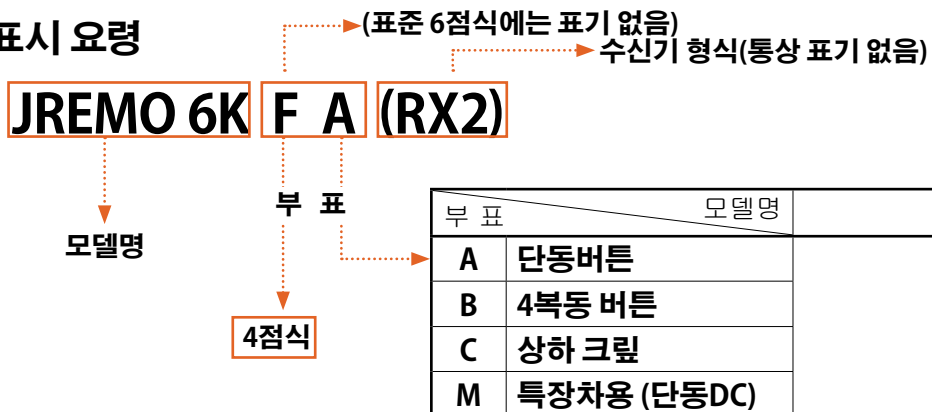 (표준 6점식에는 표기 없음)
표시 요령
수신기 형식(통상 표기 없음)
JREMO 6K F A (RX2)
부 표
모델명
4점식
부 표 모델명
A 단동버튼
B 4복동 버튼
C 상하 크맆
M 특장차용 (단동DC)